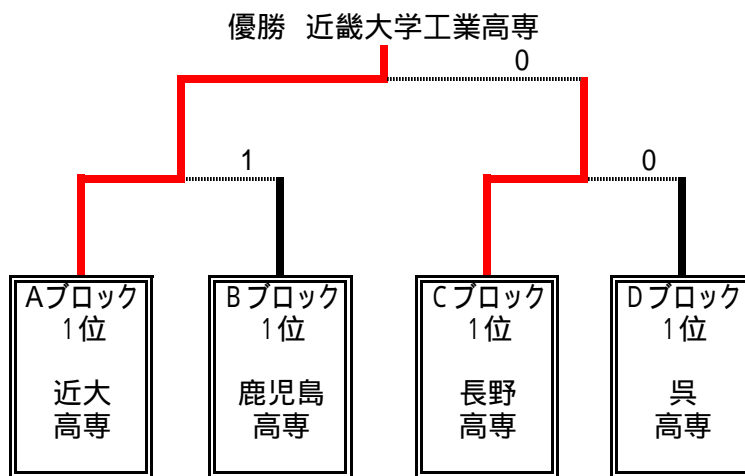 優勝 近畿大学工業高専
0
1
0
Aブロック
1位
近大
高専
Bブロック
1位
鹿児島
高専
Cブロック
1位
長野
高専
Dブロック
1位
呉
高専